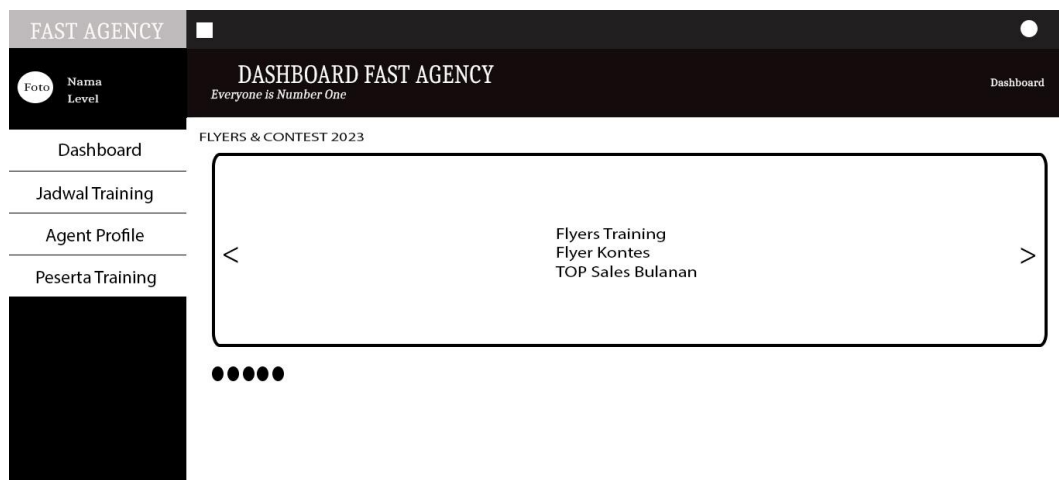 FAST AGENCY
Foto
Nama
Level
DASHBOARD FAST AGENCY
Everyone is Number One
Dashboard
Dashboard
Jadwal Training
Agent Profile
Peserta Training
FLYERS & CONTEST 2023
<
Flyers Training
Flyer Kontes
TOP Sales Bulanan
>